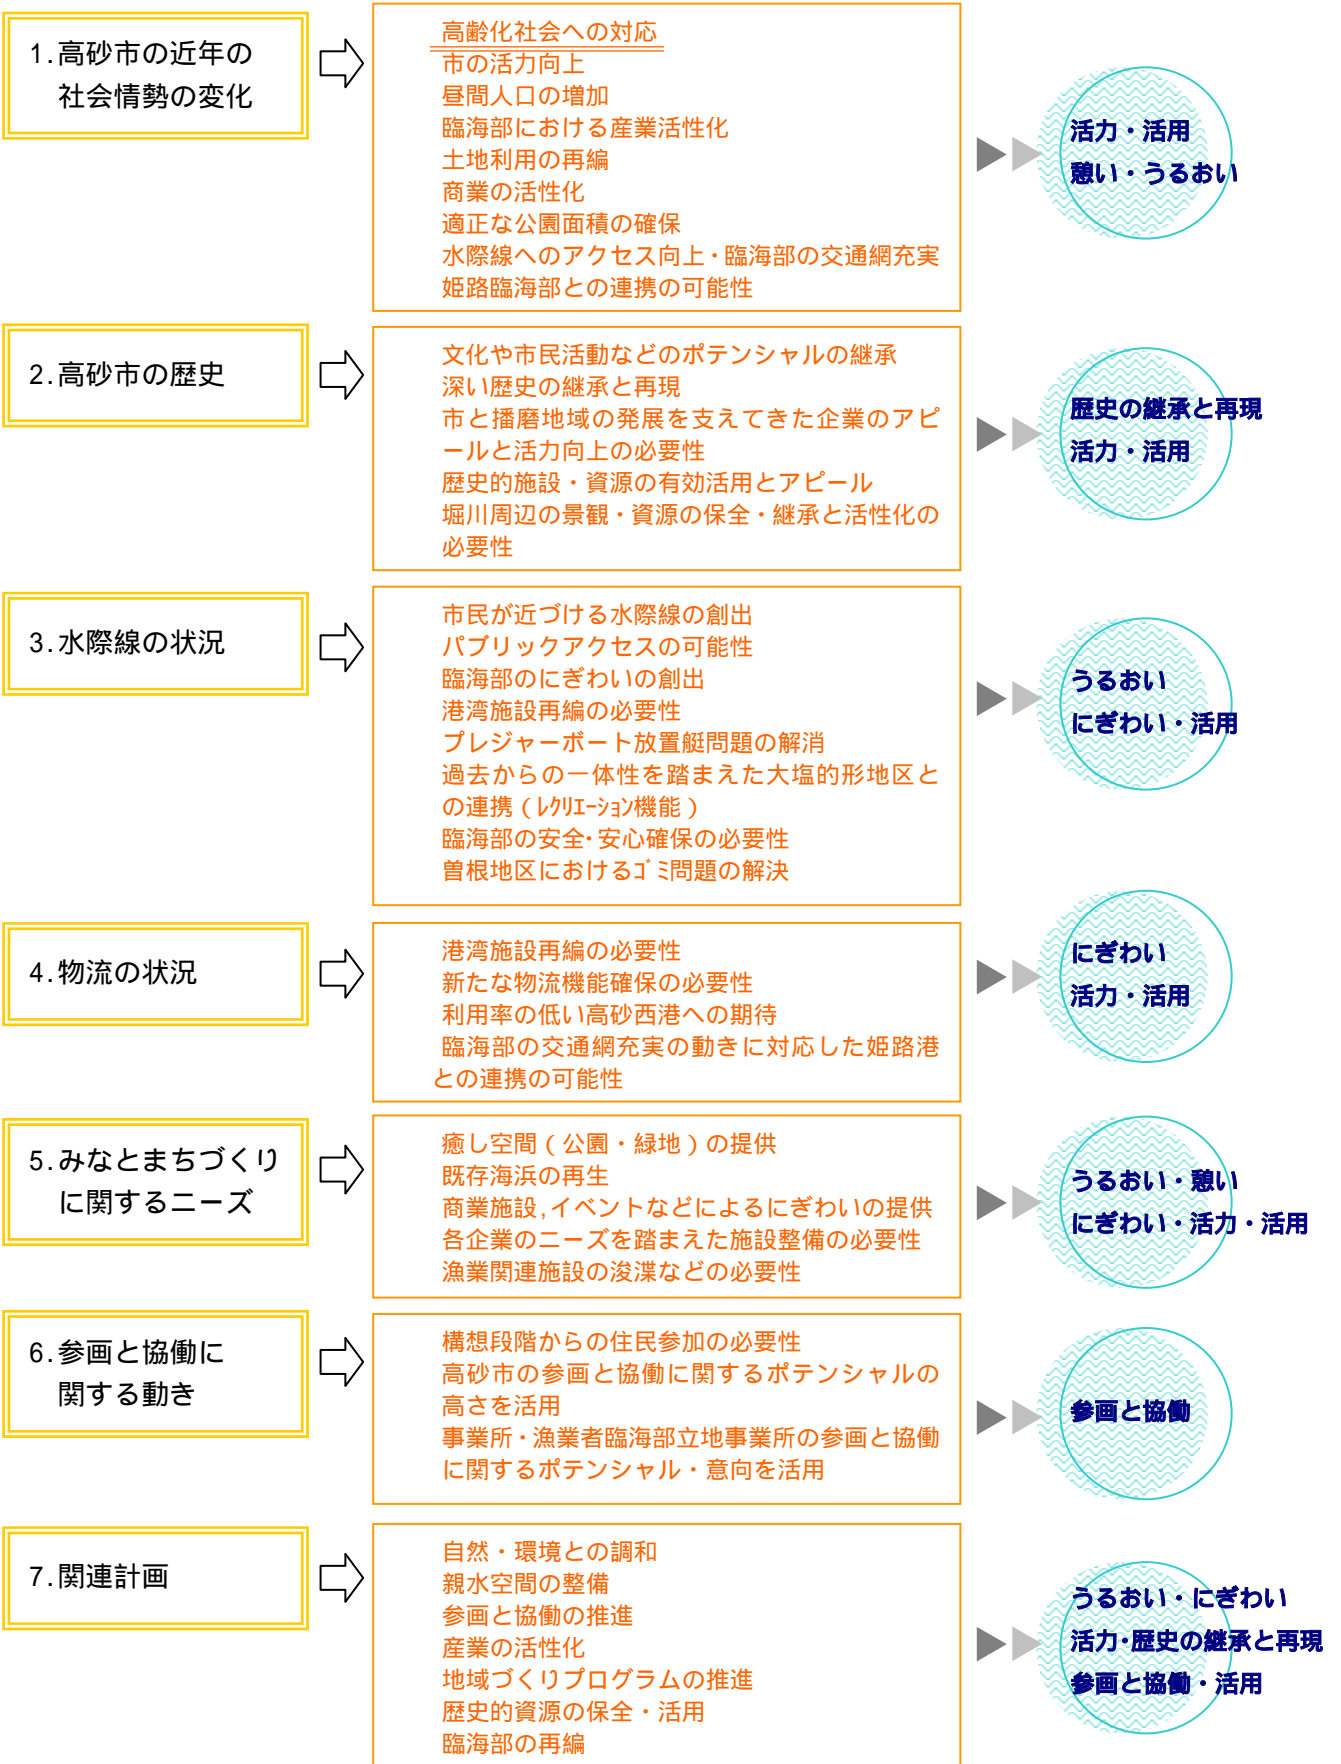 1.高砂市の近年の
社会情勢の変化
高齢化社会への対応
市の活力向上
昼間人口の増加
臨海部における産業活性化
土地利用の再編
商業の活性化
適正な公園面積の確保
水際線へのアクセス向上・臨海部の交通網充実
姫路臨海部との連携の可能性
活力・活用
憩い・うるおい
2.高砂市の歴史
文化や市民活動などのポテンシャルの継承
深い歴史の継承と再現
市と播磨地域の発展を支えてきた企業のアピ
ールと活力向上の必要性
歴史的施設・資源の有効活用とアピール
堀川周辺の景観・資源の保全・継承と活性化の
必要性
歴史の継承と再現
活力・活用
3.水際線の状況
市民が近づける水際線の創出
パブリックアクセスの可能性
臨海部のにぎわいの創出
港湾施設再編の必要性
プレジャーボート放置艇問題の解消
過去からの一体性を踏まえた大塩的形地区と
の連携（ﾚｸﾘｴｰｼｮﾝ機能）
臨海部の安全・安心確保の必要性
曽根地区におけるｺﾞﾐ問題の解決
うるおい
にぎわい・活用
4.物流の状況
港湾施設再編の必要性
新たな物流機能確保の必要性
利用率の低い高砂西港への期待
臨海部の交通網充実の動きに対応した姫路港
との連携の可能性
にぎわい
活力・活用
5.みなとまちづくり
に関するニーズ
癒し空間（公園・緑地）の提供
既存海浜の再生
商業施設,イベントなどによるにぎわいの提供
各企業のニーズを踏まえた施設整備の必要性
漁業関連施設の浚渫などの必要性
うるおい・憩い
にぎわい・活力・活用
6.参画と協働に
関する動き
構想段階からの住民参加の必要性
高砂市の参画と協働に関するポテンシャルの
高さを活用
事業所・漁業者臨海部立地事業所の参画と協働
に関するポテンシャル・意向を活用
参画と協働
7.関連計画
自然・環境との調和
親水空間の整備
参画と協働の推進
産業の活性化
地域づくりプログラムの推進
歴史的資源の保全・活用
臨海部の再編
うるおい・にぎわい
活力・歴史の継承と再現
参画と協働・活用